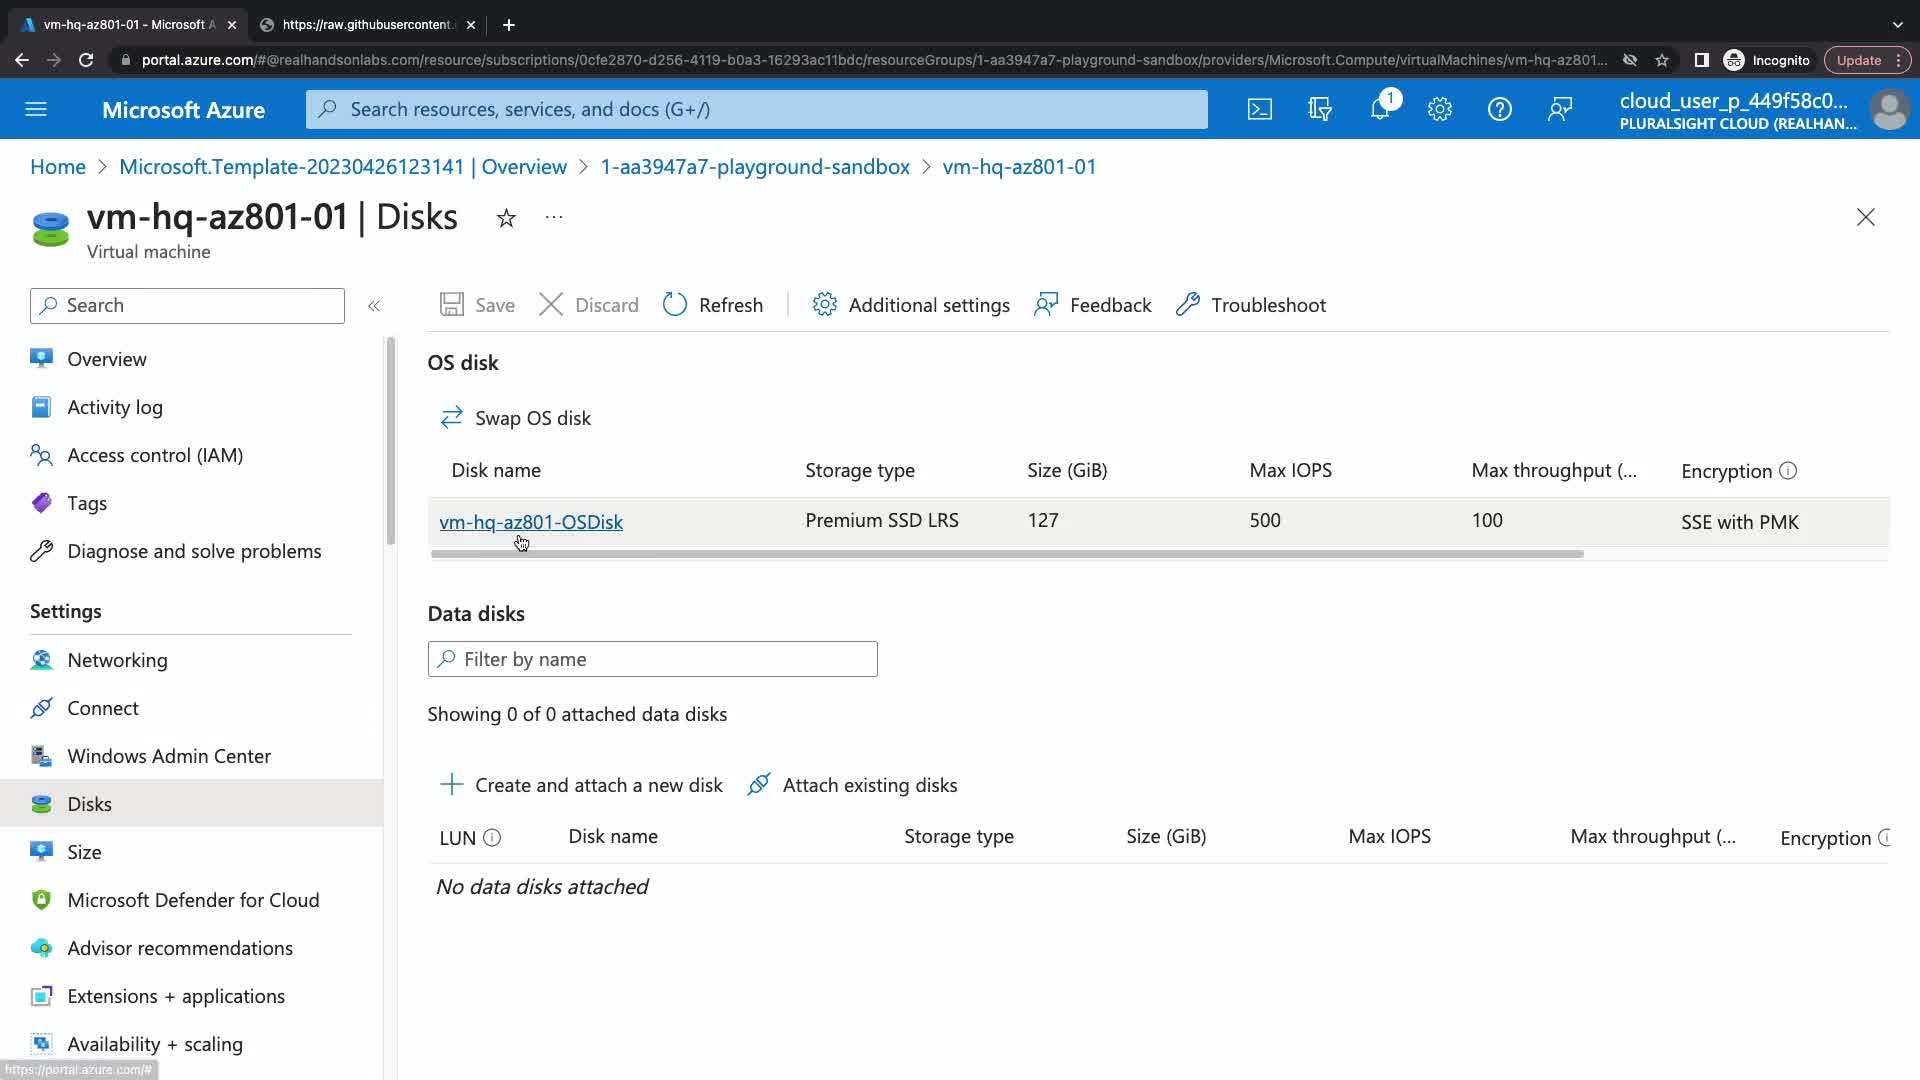 vm-hq-az801-01 - Microsoft A
https://raw.githubusercontent.
portal.azure.com/#@realhandsonlabs.com/resource/subscriptions/0cfe2870-d256-4119-b0a3-16293ac11bdc/resourceGroups/1-aa3947a7-playground-sandbox/providers/Microsoft.Compute/virtualMachines/vm-hq-az801...
Incognito
Update
Microsoft Azure
Search resources, services, and docs (G+/)
1
cloud_user_p_449f58c0...
PLURALSIGHT CLOUD (REALHAN...
Home > Microsoft.Template-20230426123141 | Overview > 1-aa3947a7-playground-sandbox > vm-hq-az801-01
vm-hq-az801-01 | Disks
...
Virtual machine
Search
«
Save
Discard
Refresh
Additional settings
Feedback
Troubleshoot
Overview
Activity log
Access control (IAM)
Tags
Diagnose and solve problems
Settings
Networking
Connect
Windows Admin Center
Disks
Size
Microsoft Defender for Cloud
Advisor recommendations
Extensions + applications
Availability + scaling
https://portal.azure.com/#
OS disk
Swap OS disk
Disk name Storage type Size (GiB) Max IOPS Max throughput (... Encryption
vm-hq-az801-OSDisk Premium SSD LRS 127 500 100 SSE with PMK
Data disks
Filter by name
Showing 0 of 0 attached data disks
Create and attach a new disk
Attach existing disks
LUN Disk name Storage type Size (GiB) Max IOPS Max throughput (... Encryption
No data disks attached